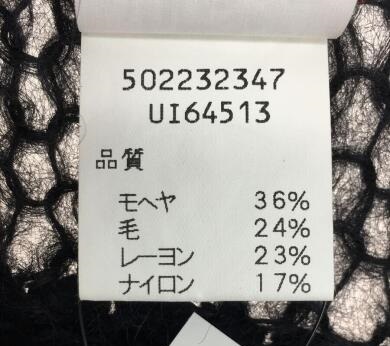 502232347
UI64513
品質
モヘヤ 36%
毛 24%
レーヨン 23%
ナイロン 17%